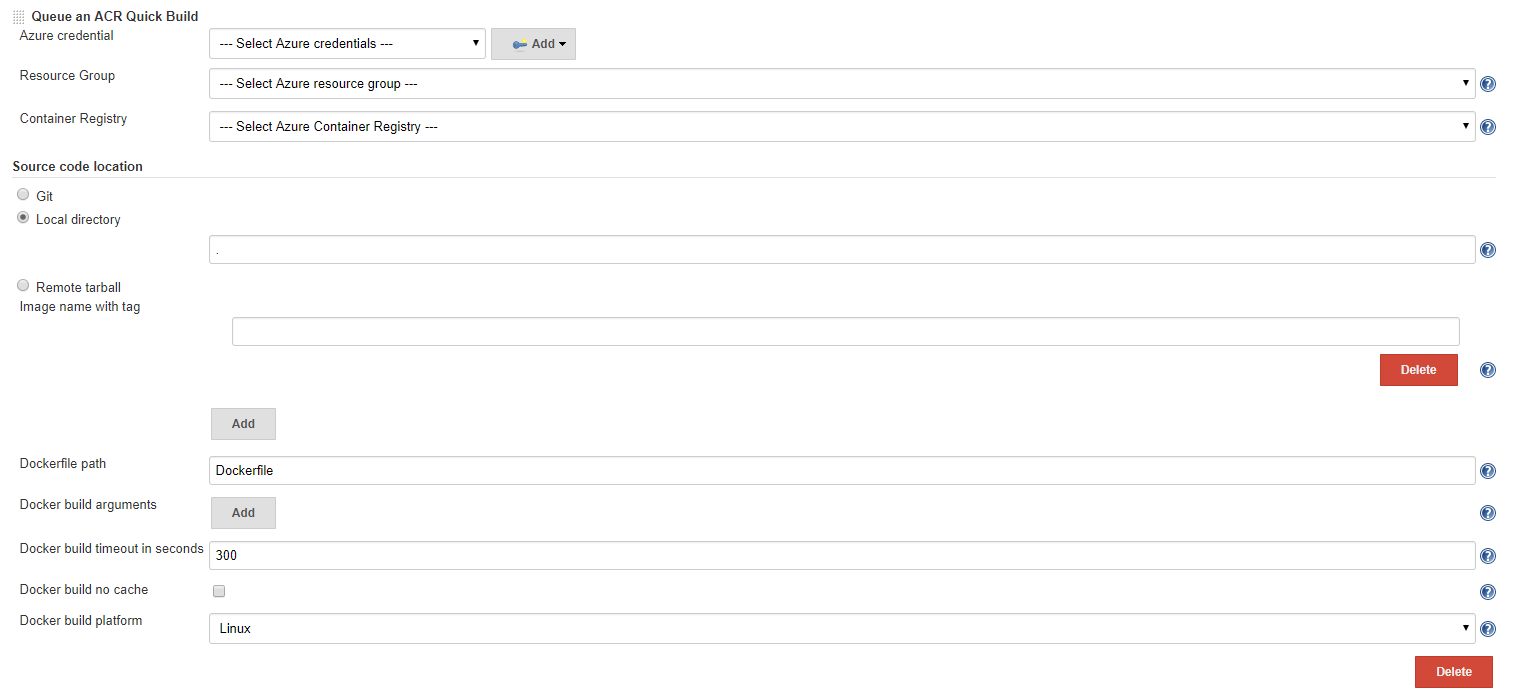 Queue an ACR Quick Build
Azure credential
--- Select Azure credentials ---
Add
Resource Group
--- Select Azure resource group ---
?
Container Registry
--- Select Azure Container Registry ---
?
Source code location
Git
Local directory
.
?
Remote tarball
Image name with tag
Delete
?
Add
Dockerfile path
Dockerfile
?
Docker build arguments
Add
?
Docker build timeout in seconds
300
?
Docker build no cache
?
Docker build platform
Linux
?
Delete